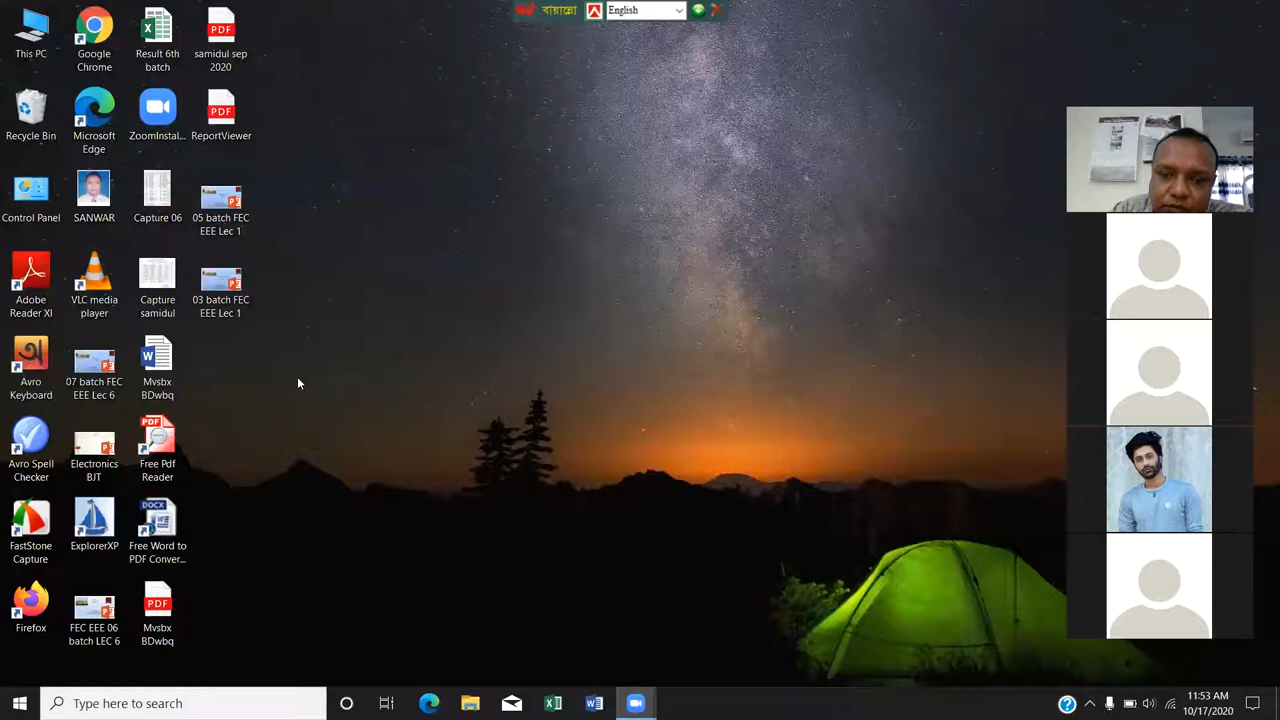 বায়ান্নো
English
This PC
Google
Chrome
Result 6th
batch
samidul sep
2020
Recycle Bin
Microsoft
Edge
ZoomInstal...
ReportViewer
Control Panel
SANWAR
Capture 06
05 batch FEC
EEE Lec 1
Adobe
Reader XI
VLC media
player
Capture
samidul
03 batch FEC
EEE Lec 1
Avro
Keyboard
07 batch FEC
EEE Lec 6
Mvsbx
BDwbq
Avro Spell
Checker
Electronics
BJT
Free Pdf
Reader
FastStone
Capture
ExplorerXP
Free Word to
PDF Conver...
Firefox
FEC EEE 06
batch LEC 6
Mvsbx
BDwbq
Type here to search
11:53 AM
10/17/2020